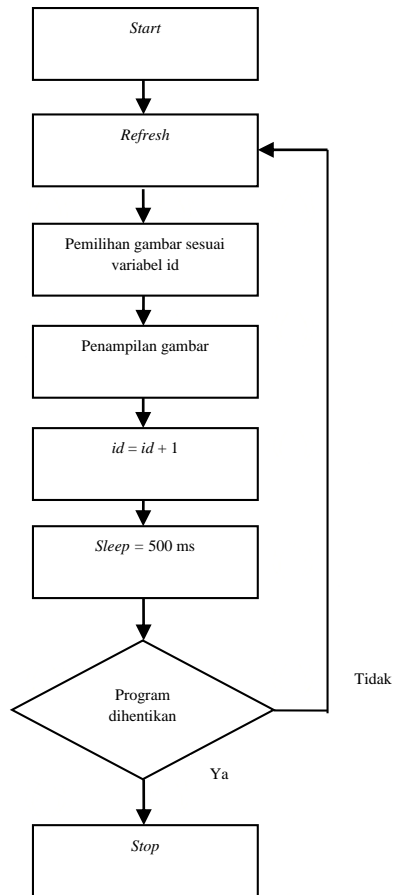 Start
Refresh
Pemilihan gambar sesuai
variabel id
Penampilan gambar
id = id + 1
Sleep = 500 ms
Program
dihentikan
Tidak
Ya
Stop